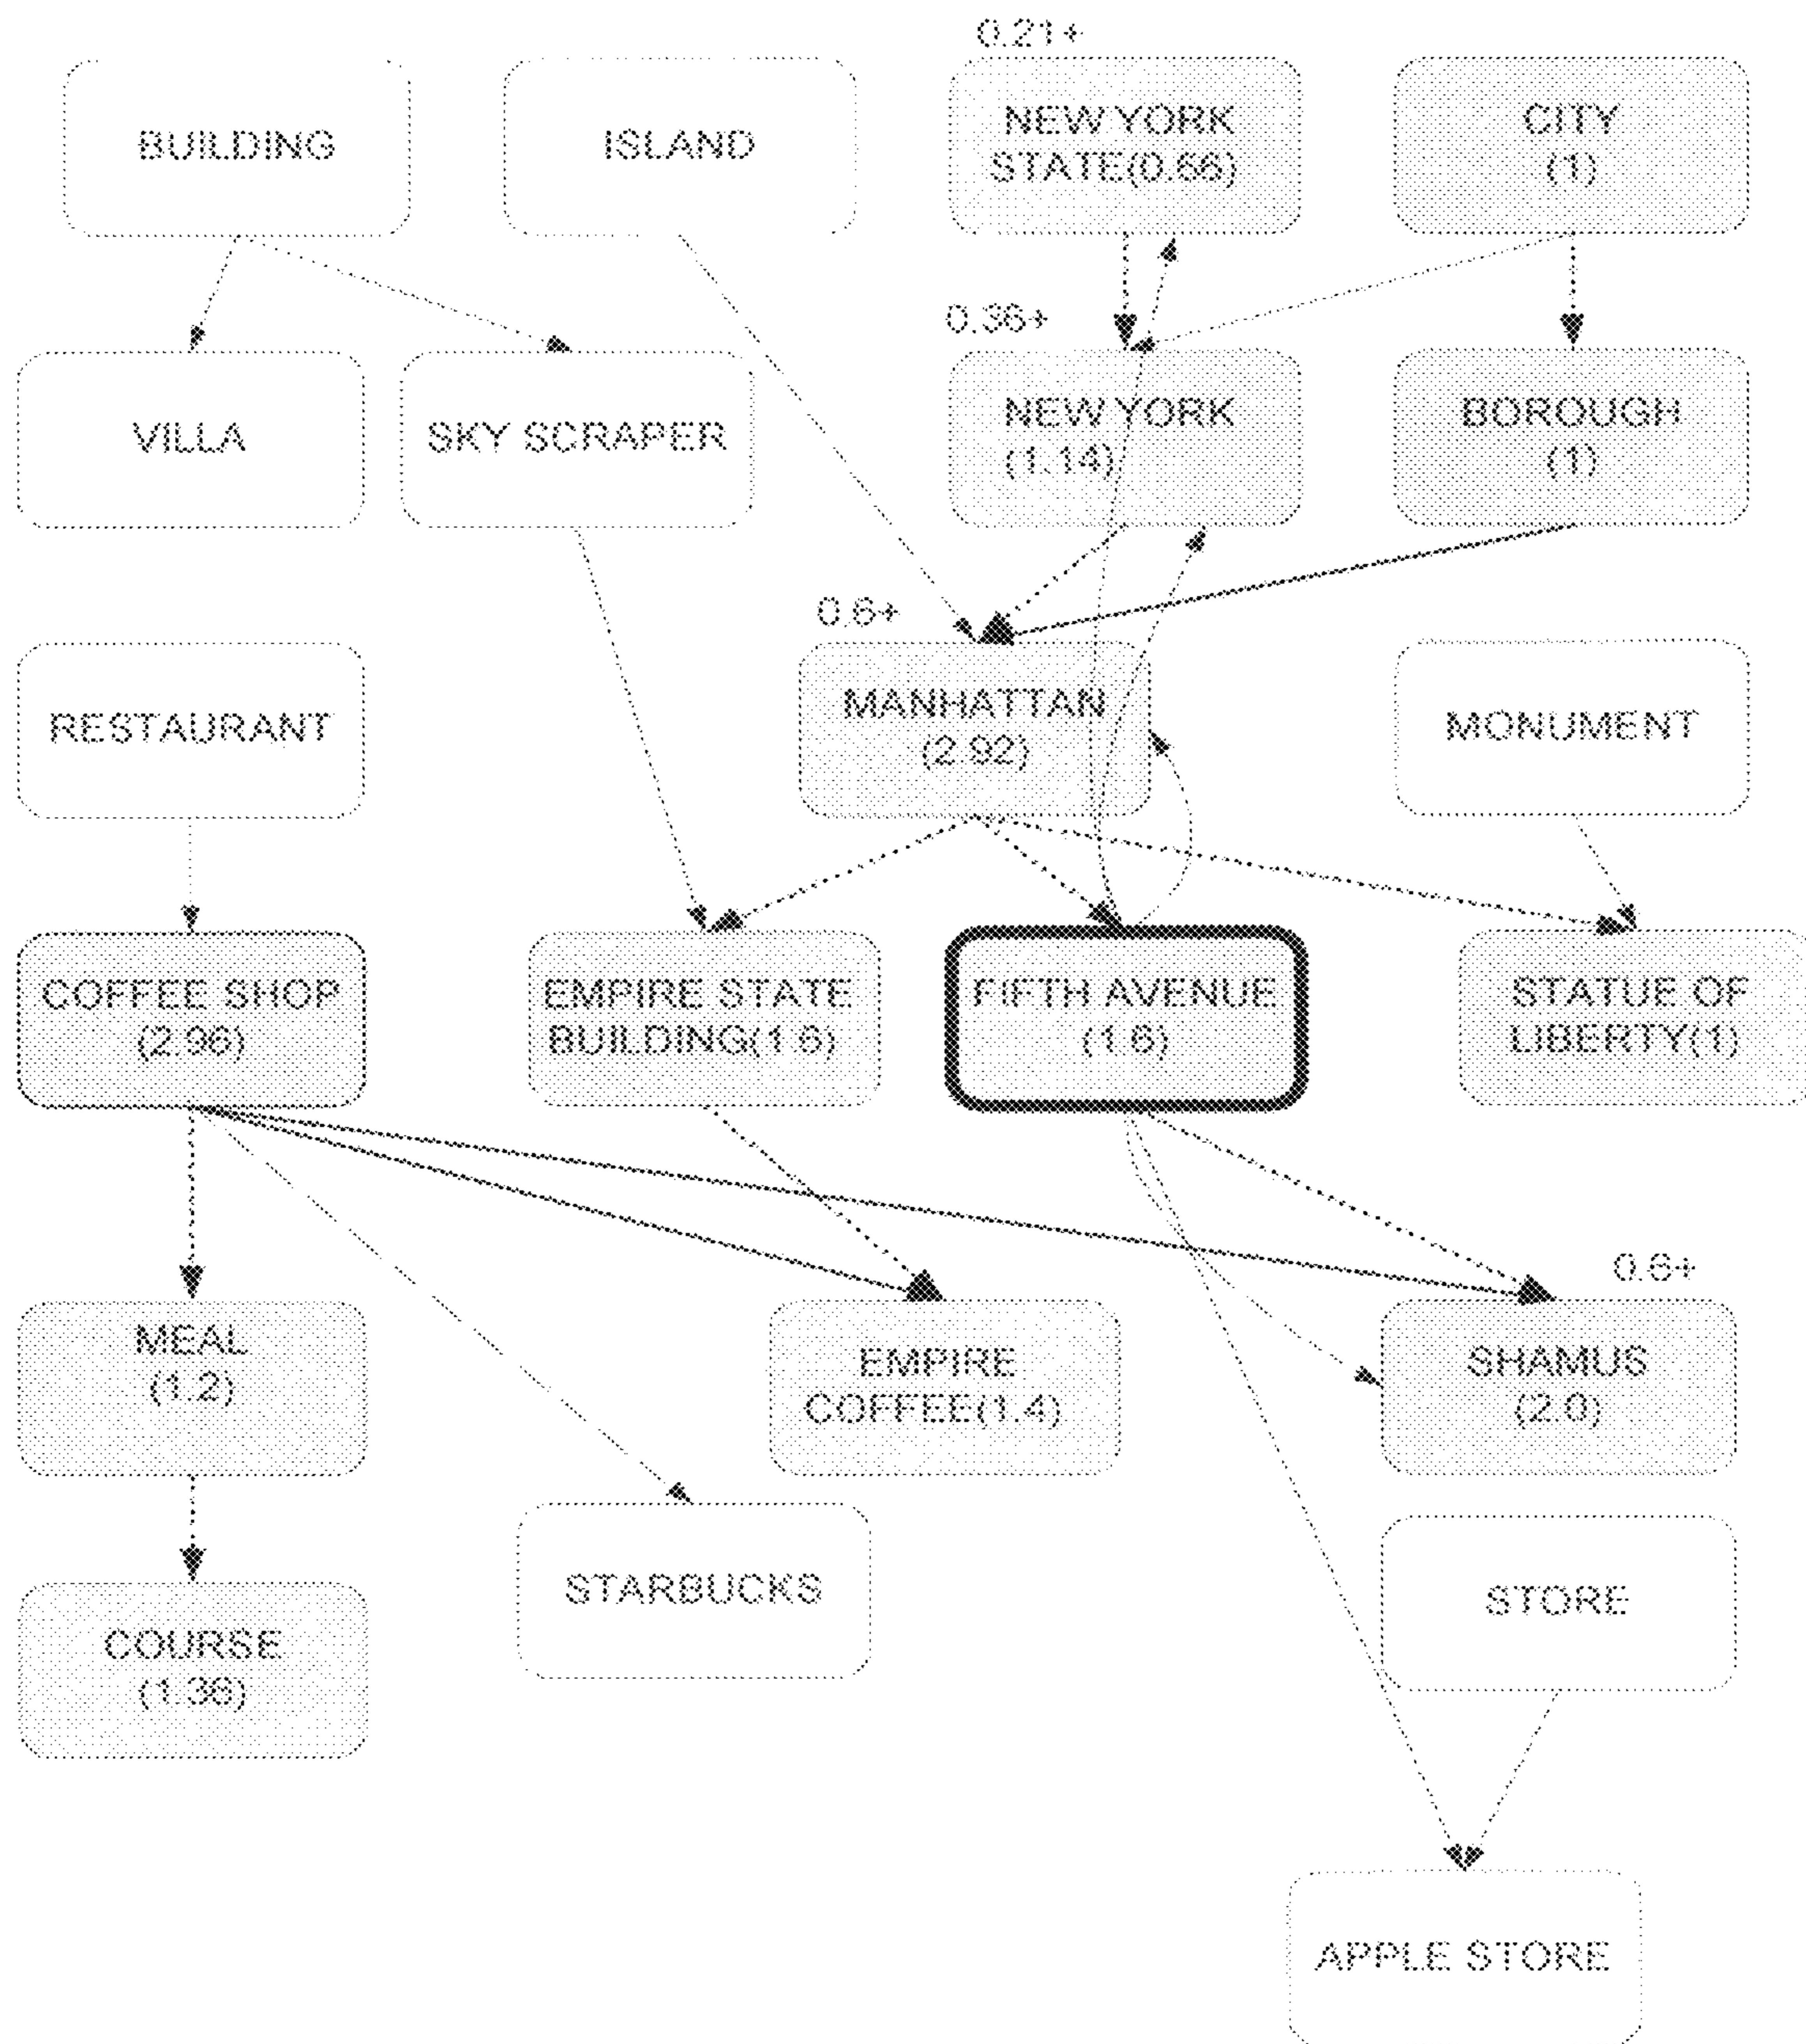 0.21+
BUILDING
ISLAND
NEW YORK
STATE(0.66)
CITY
(1)
0.36+
VILLA
SKY SCRAPER
NEW YORK
(1.14)
BOROUGH
(1)
0.6+
RESTAURANT
MANHATTAN
(2.92)
MONUMENT
COFFEE SHOP
(2.96)
EMPIRE STATE
BUILDING(1.6)
FIFTH AVENUE
(1.6)
STATUE OF
LIBERTY(1)
0.6+
MEAL
(1.2)
EMPIRE
COFFEE(1.4)
SHAMUS
(2.0)
STARBUCKS
STORE
COURSE
(1.36)
APPLE STORE